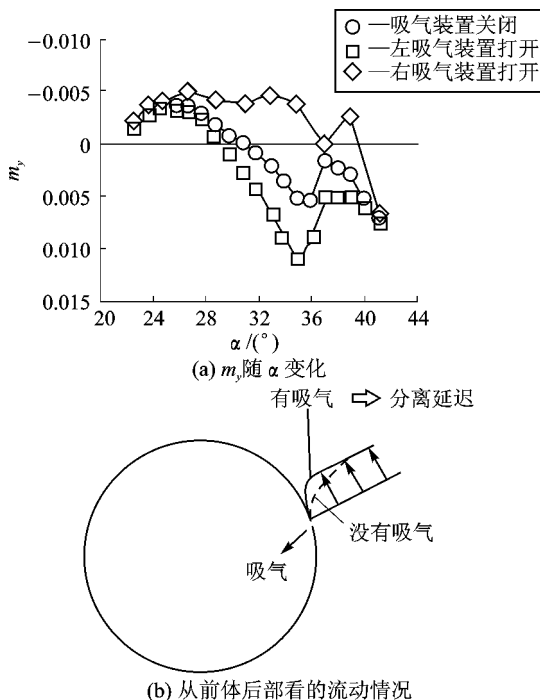 −0.010
−0.005
0
0.005
0.010
0.015
m_y
○—吸气装置关闭
□—左吸气装置打开
◇—右吸气装置打开
20 24 28 32 36 40 44
α/(°)
(a) m_y随 α 变化
有吸气 ⇨ 分离延迟
没有吸气
吸气
(b) 从前体后部看的流动情况